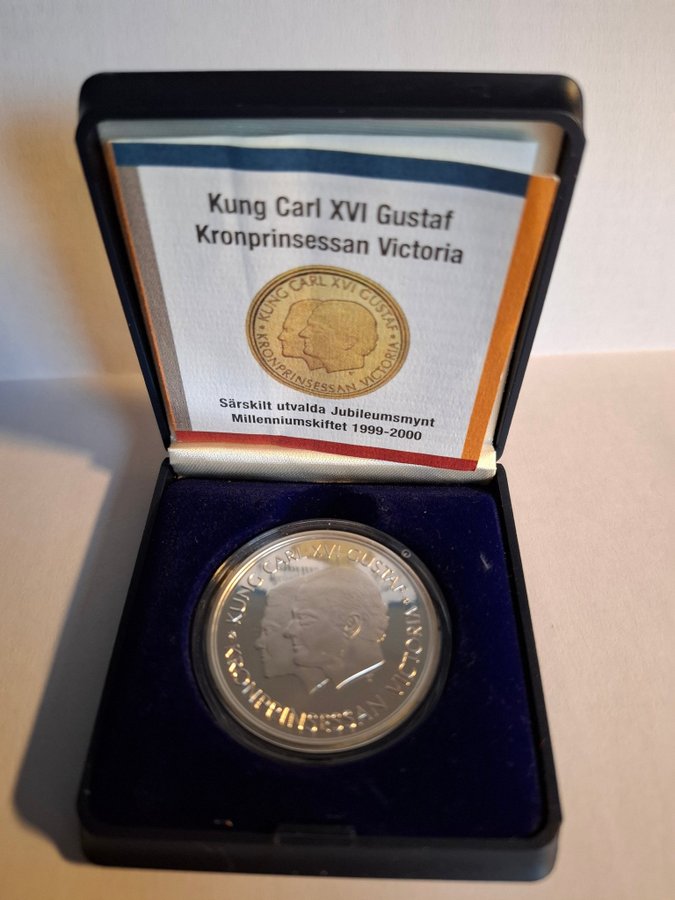 Kung Carl XVI Gustaf
Kronprinsessan Victoria
KUNG CARL XVI GUSTAF
KRONPRINSESSAN VICTORIA
Särskilt utvalda Jubileumsmynt
Millenniumskiftet 1999-2000
KUNG CARL XVI GUSTAF
KRONPRINSESSAN VICTORIA